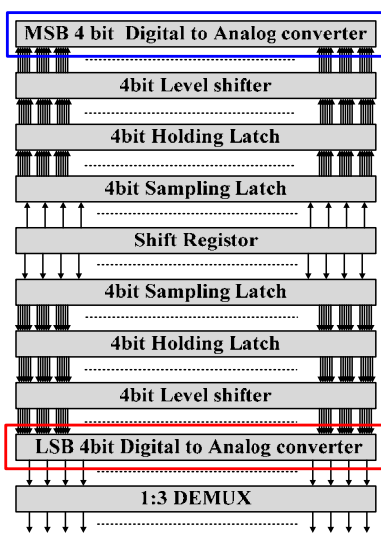 MSB 4 bit Digital to Analog converter
4bit Level shifter
4bit Holding Latch
4bit Sampling Latch
Shift Registor
4bit Sampling Latch
4bit Holding Latch
4bit Level shifter
LSB 4bit Digital to Analog converter
1:3 DEMUX